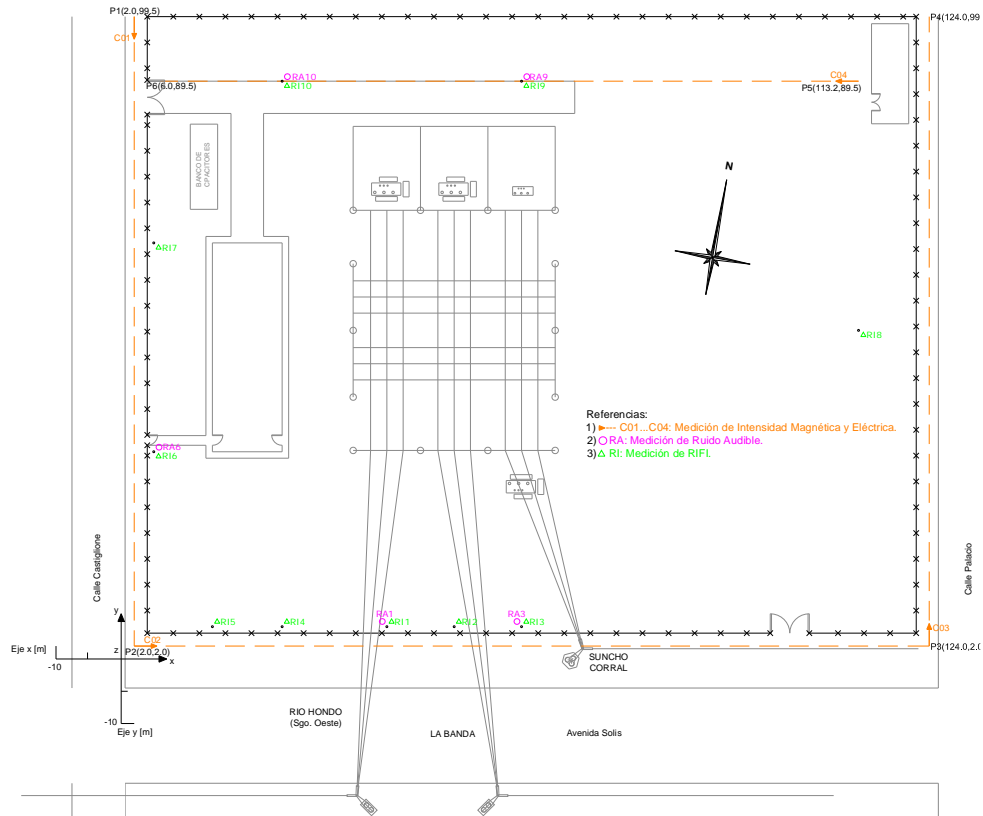 P1(2.0,99.5)
P4(124.0,99
C01
RA10
RI10
RA9
RI9
C04
P6(6.0,89.5)
P5(113.2,89.5)
BANCO DE
CPACITORES
N
RI7
RI8
Referencias:
1) C01...C04: Medición de Intensidad Magnética y Eléctrica.
2) RA: Medición de Ruido Audible.
3) RI: Medición de RIFI.
RA6
RI6
Calle Castiglione
Calle Palacio
RA1
RA3
RI5
RI4
RI1
RI2
RI3
y
C02
C03
Eje x [m]
z
P2(2.0,2.0)
x
-10
P3(124.0,2.0
SUNCHO
CORRAL
RIO HONDO
(Sgo. Oeste)
-10
Eje y [m]
LA BANDA
Avenida Solis